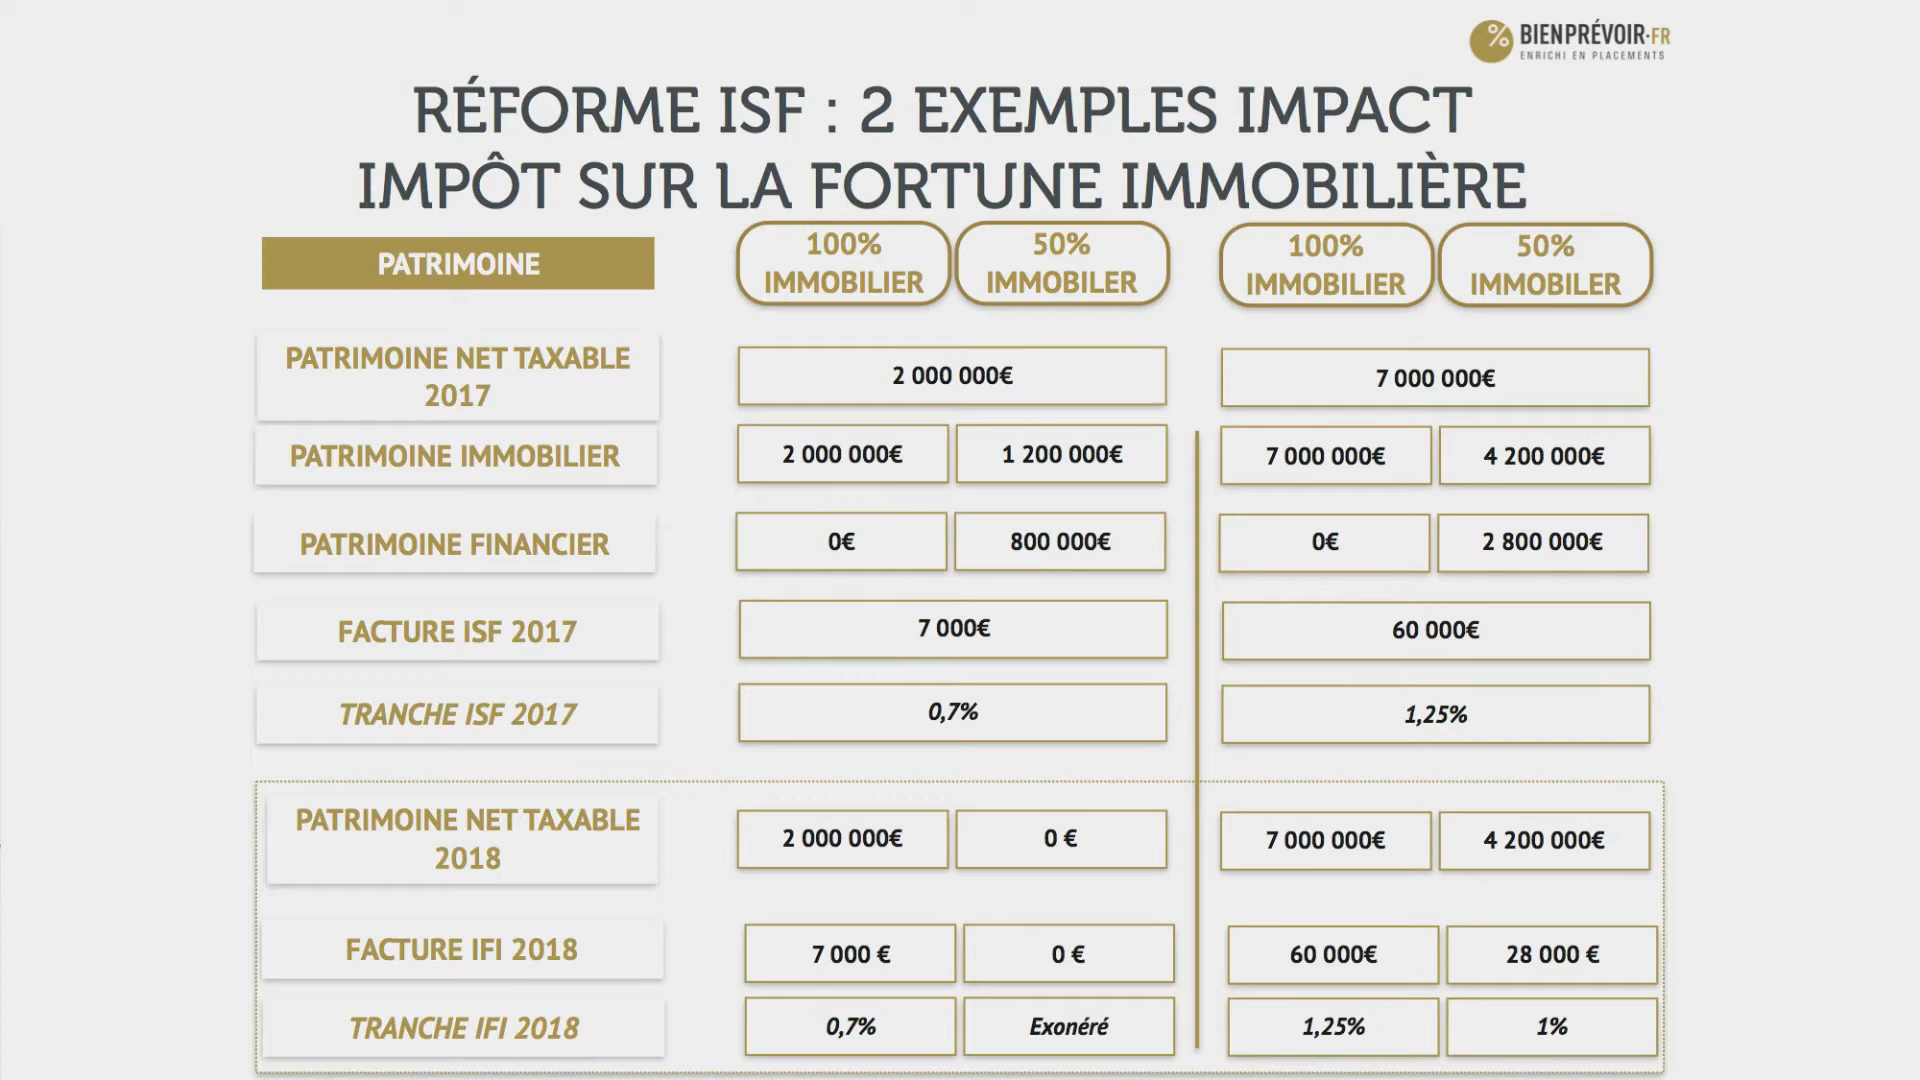 BIENPRÉVOIR·FR
ENRICHI EN PLACEMENTS
RÉFORME ISF : 2 EXEMPLES IMPACT
IMPÔT SUR LA FORTUNE IMMOBILIÈRE
PATRIMOINE
100%
IMMOBILIER
50%
IMMOBILER
100%
IMMOBILIER
50%
IMMOBILER
PATRIMOINE NET TAXABLE
2017
2 000 000€
7 000 000€
PATRIMOINE IMMOBILIER
2 000 000€
1 200 000€
7 000 000€
4 200 000€
PATRIMOINE FINANCIER
0€
800 000€
0€
2 800 000€
FACTURE ISF 2017
7 000€
60 000€
TRANCHE ISF 2017
0,7%
1,25%
PATRIMOINE NET TAXABLE
2018
2 000 000€
0 €
7 000 000€
4 200 000€
FACTURE IFI 2018
7 000 €
0 €
60 000€
28 000 €
TRANCHE IFI 2018
0,7%
Exonéré
1,25%
1%